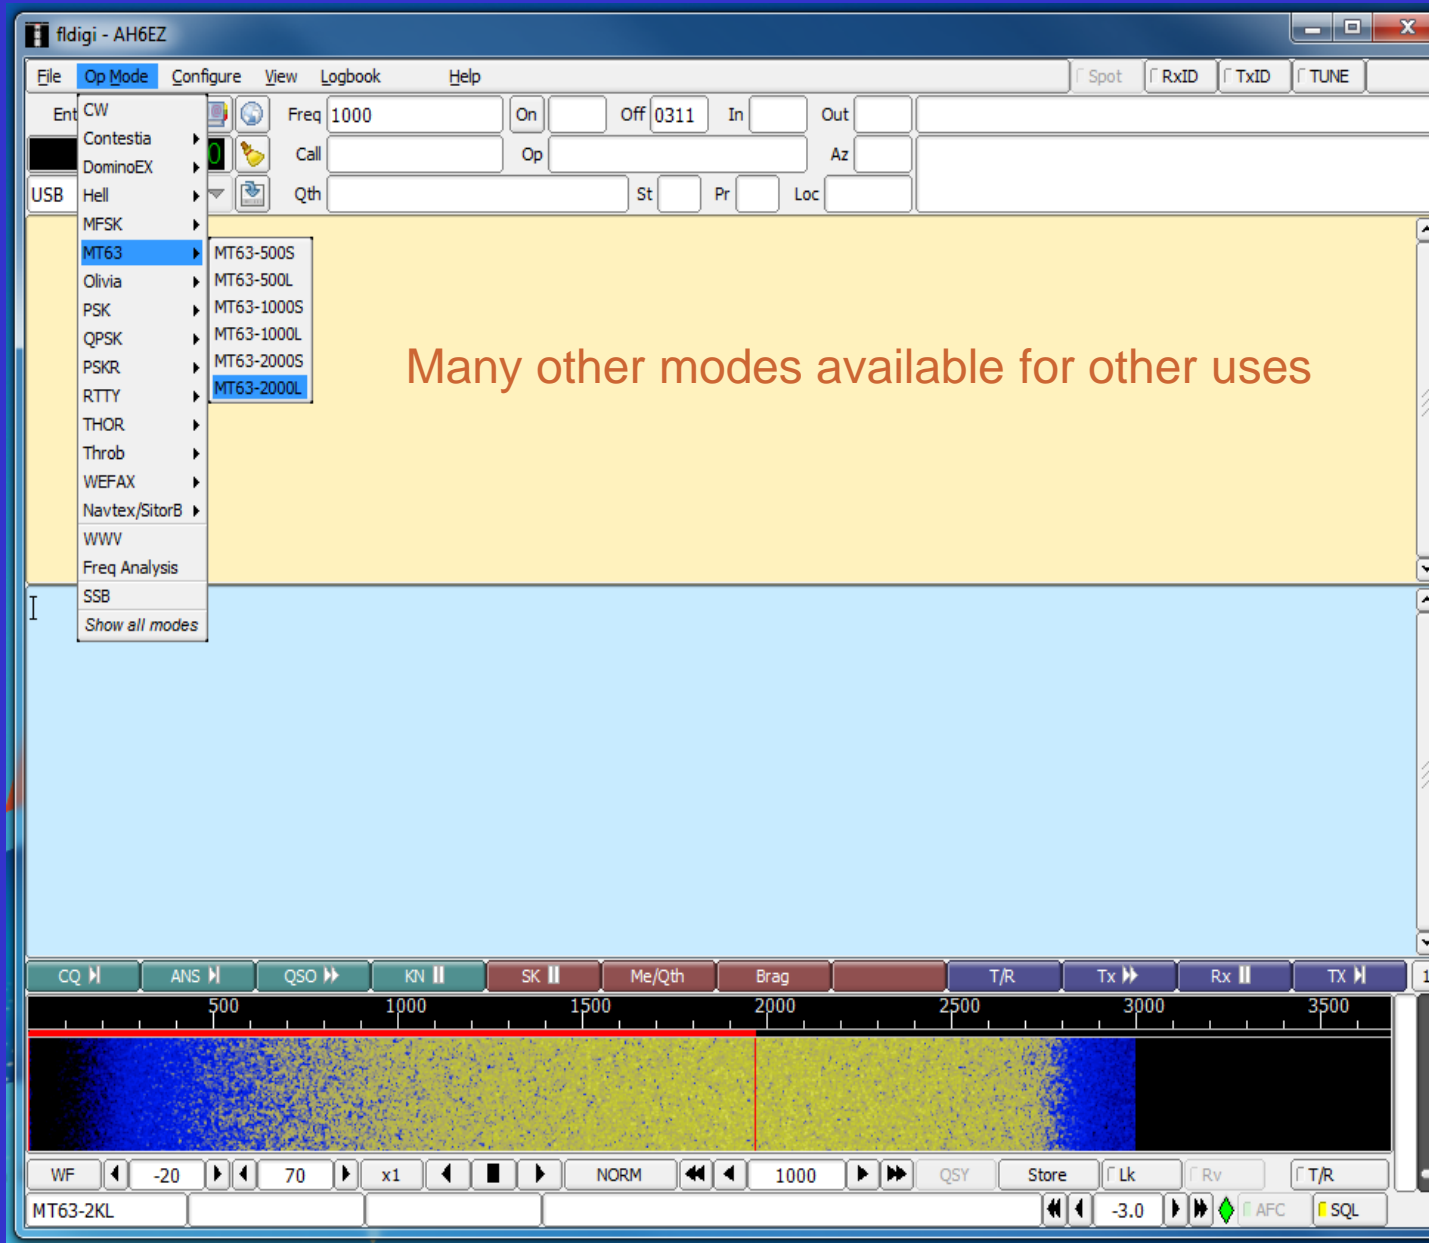 fldigi - AH6EZ
File Op Mode Configure View Logbook Help Spot RxID TxID TUNE
Ent Freq 1000 On Off 0311 In Out
0 Call Op Az
USB Qth St Pr Loc
CW
Contestia
DominoEX
Hell
MFSK
MT63
Olivia
PSK
QPSK
PSKR
RTTY
THOR
Throb
WEFAX
Navtex/SitorB
WWV
Freq Analysis
SSB
Show all modes
MT63-500S
MT63-500L
MT63-1000S
MT63-1000L
MT63-2000S
MT63-2000L
Many other modes available for other uses
CQ ANS QSO KN SK Me/Qth Brag T/R Tx Rx TX 1
500 1000 1500 2000 2500 3000 3500
WF -20 70 x1 NORM 1000 QSY Store Lk Rv T/R
MT63-2KL -3.0 AFC SQL